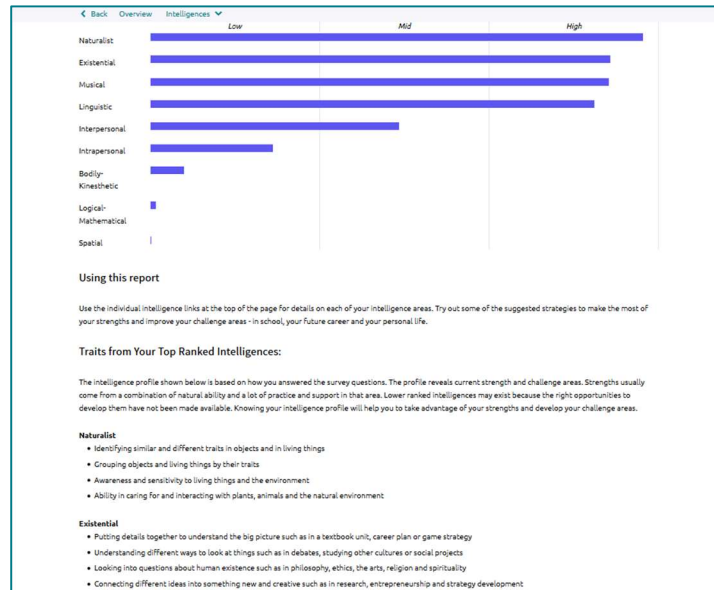 Back Overview Intelligences
Low Mid High
Naturalist
Existential
Musical
Linguistic
Interpersonal
Intrapersonal
Bodily-
Kinesthetic
Logical-
Mathematical
Spatial
Using this report
Use the individual intelligence links at the top of the page for details on each of your intelligence areas. Try out some of the suggested strategies to make the most of
your strengths and improve your challenge areas - in school, your future career and your personal life.
Traits from Your Top Ranked Intelligences:
The intelligence profile shown below is based on how you answered the survey questions. The profile reveals current strength and challenge areas. Strengths usually
come from a combination of natural ability and a lot of practice and support in that area. Lower ranked intelligences may exist because the right opportunities to
develop them have not been made available. Knowing your intelligence profile will help you to take advantage of your strengths and develop your challenge areas.
Naturalist
• Identifying similar and different traits in objects and in living things
• Grouping objects and living things by their traits
• Awareness and sensitivity to living things and the environment
• Ability in caring for and interacting with plants, animals and the natural environment
Existential
• Putting details together to understand the big picture such as in a textbook unit, career plan or game strategy
• Understanding different ways to look at things such as in debates, studying other cultures or social projects
• Looking into questions about human existence such as in philosophy, ethics, the arts, religion and spirituality
• Connecting different ideas into something new and creative such as in research, entrepreneurship and strategy development